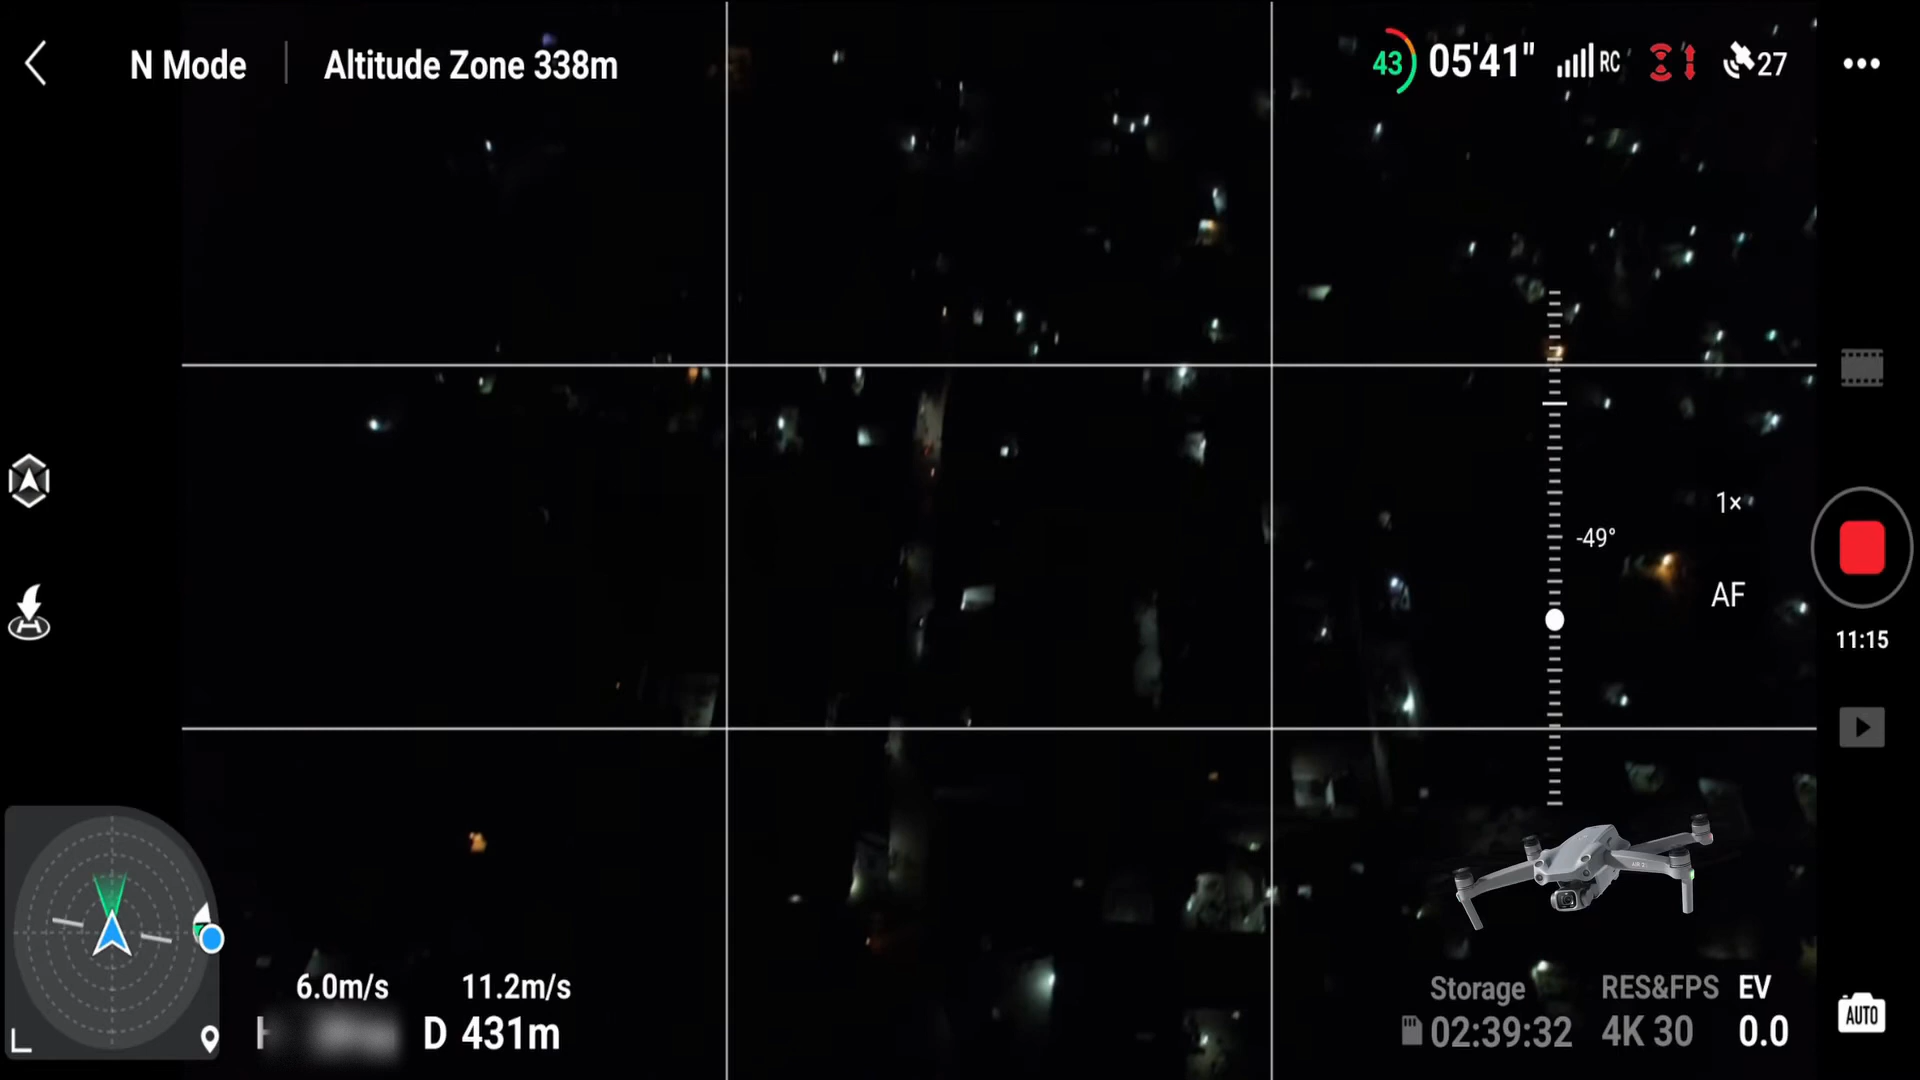 N Mode
Altitude Zone 338m
43
05'41"
RC
27
1×
-49°
AF
11:15
6.0m/s
11.2m/s
H
D 431m
Storage
RES&FPS
EV
02:39:32
4K 30
0.0
AUTO